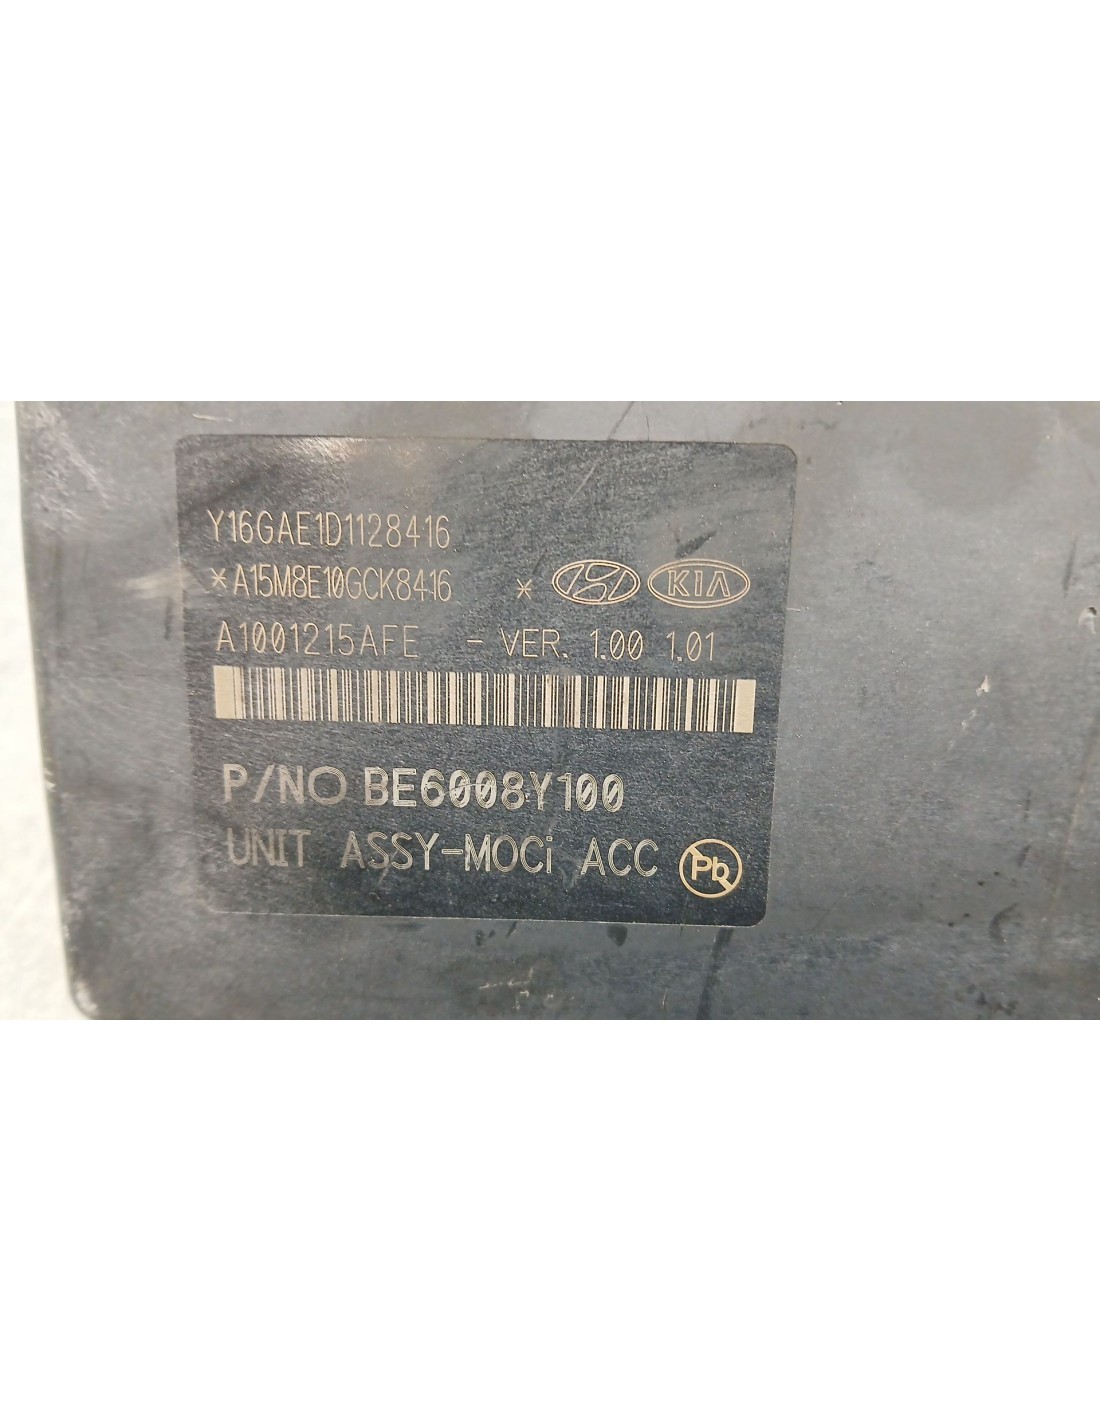 Y16GAE1D1128416
*A15M8E10GCK8416 * KIA
A1001215AFE - VER. 1.00 1.01
P/NO BE6008Y100
UNIT ASSY-MOCi ACC Pb